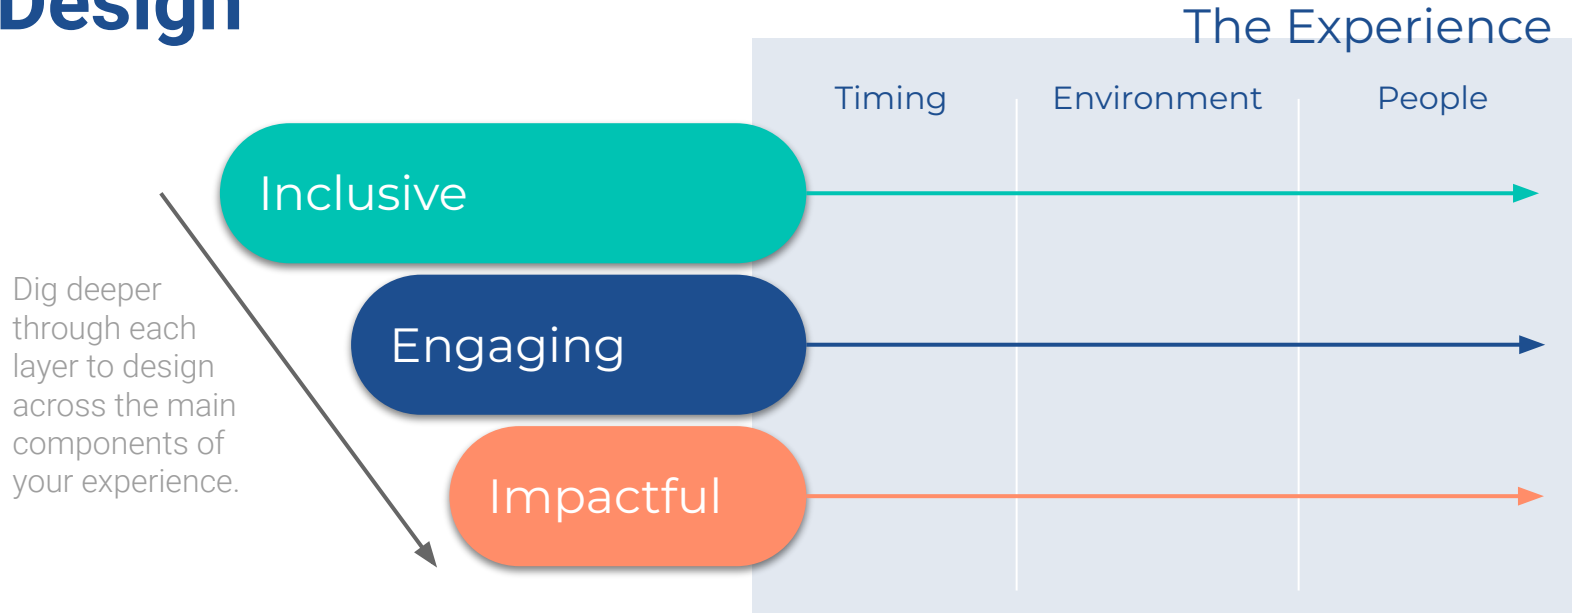 Design
The Experience
Timing Environment People
Inclusive
Engaging
Impactful
Dig deeper
through each
layer to design
across the main
components of
your experience.